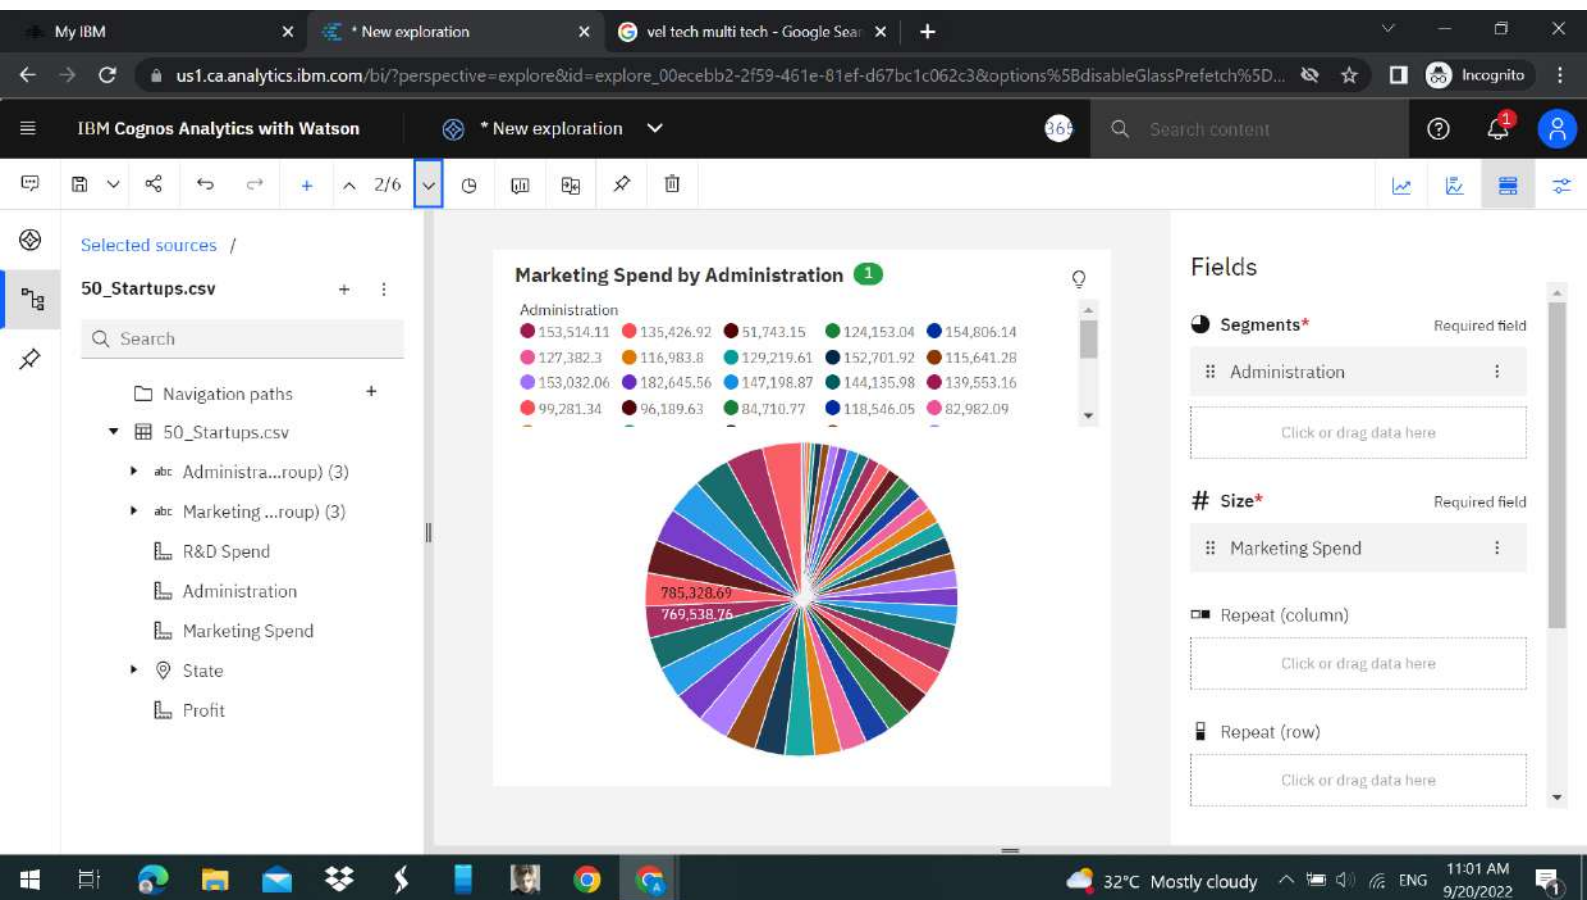 My IBM
* New exploration
vel tech multi tech - Google Sear
us1.ca.analytics.ibm.com/bi/?perspective=explore&id=explore_00ecebb2-2f59-461e-81ef-d67bc1c062c3&options%5BdisableGlassPrefetch%5D...
Incognito
IBM Cognos Analytics with Watson
* New exploration
365
Search content
1
2/6
Selected sources /
50_Startups.csv
Search
Navigation paths
50_Startups.csv
abc Administra...roup) (3)
abc Marketing ...roup) (3)
R&D Spend
Administration
Marketing Spend
State
Profit
Marketing Spend by Administration 1
Administration
153,514.11 135,426.92 51,743.15 124,153.04 154,806.14
127,382.3 116,983.8 129,219.61 152,701.92 115,641.28
153,032.06 182,645.56 147,198.87 144,135.98 139,553.16
99,281.34 96,189.63 84,710.77 118,546.05 82,982.09
785,328.69
769,538.76
Fields
Segments* Required field
Administration
Click or drag data here
# Size* Required field
Marketing Spend
Repeat (column)
Click or drag data here
Repeat (row)
Click or drag data here
32°C Mostly cloudy
ENG
11:01 AM
9/20/2022
1